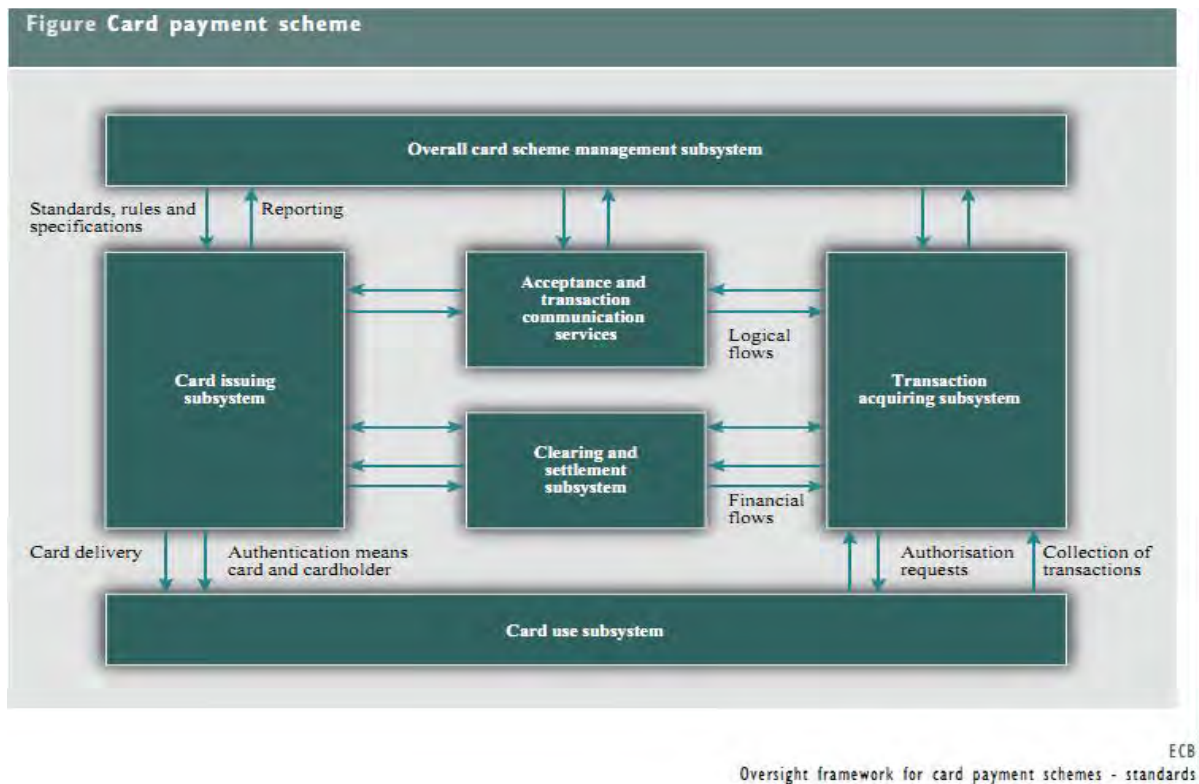 Figure Card payment scheme
Overall card scheme management subsystem
Standards, rules and
specifications
Reporting
Acceptance and
transaction
communication
services
Logical
flows
Card issuing
subsystem
Transaction
acquiring subsystem
Clearing and
settlement
subsystem
Financial
flows
Card delivery
Authentication means
card and cardholder
Authorisation
requests
Collection of
transactions
Card use subsystem
ECB
Oversight framework for card payment schemes - standards